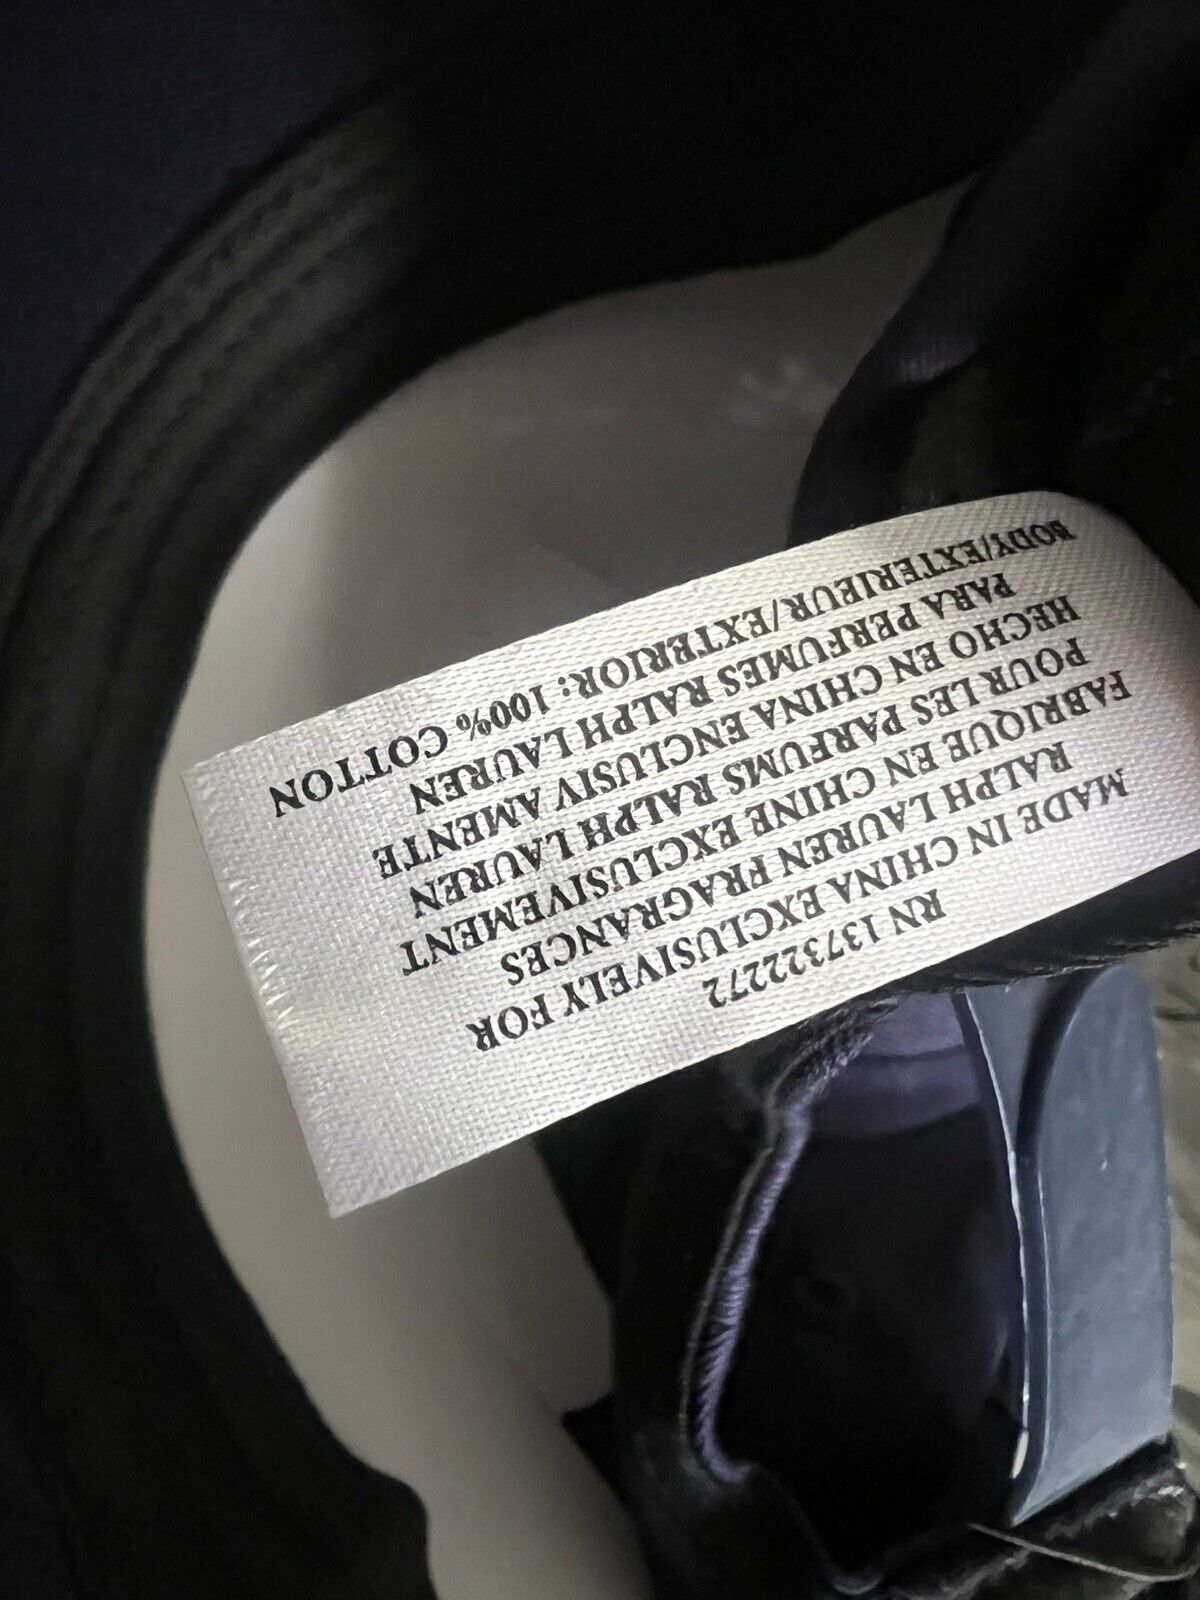 RN 13732272
MADE IN CHINA EXCLUSIVELY FOR
RALPH LAUREN FRAGRANCES
FABRIQUE EN CHINE EXCLUSIVEMENT
POUR LES PARFUMS RALPH LAUREN
HECHO EN CHINA ENCLUSIV AMENTE
PARA PERFUMES RALPH LAUREN
BODY/EXTERIEUR/EXTERIOR: 100% COTTON